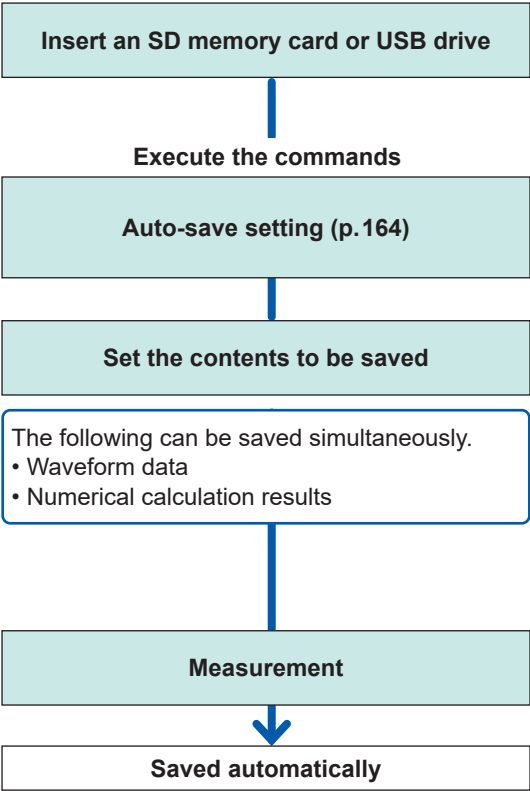 Insert an SD memory card or USB drive
Execute the commands
Auto-save setting (p.164)
Set the contents to be saved
The following can be saved simultaneously.
• Waveform data
• Numerical calculation results
Measurement
Saved automatically